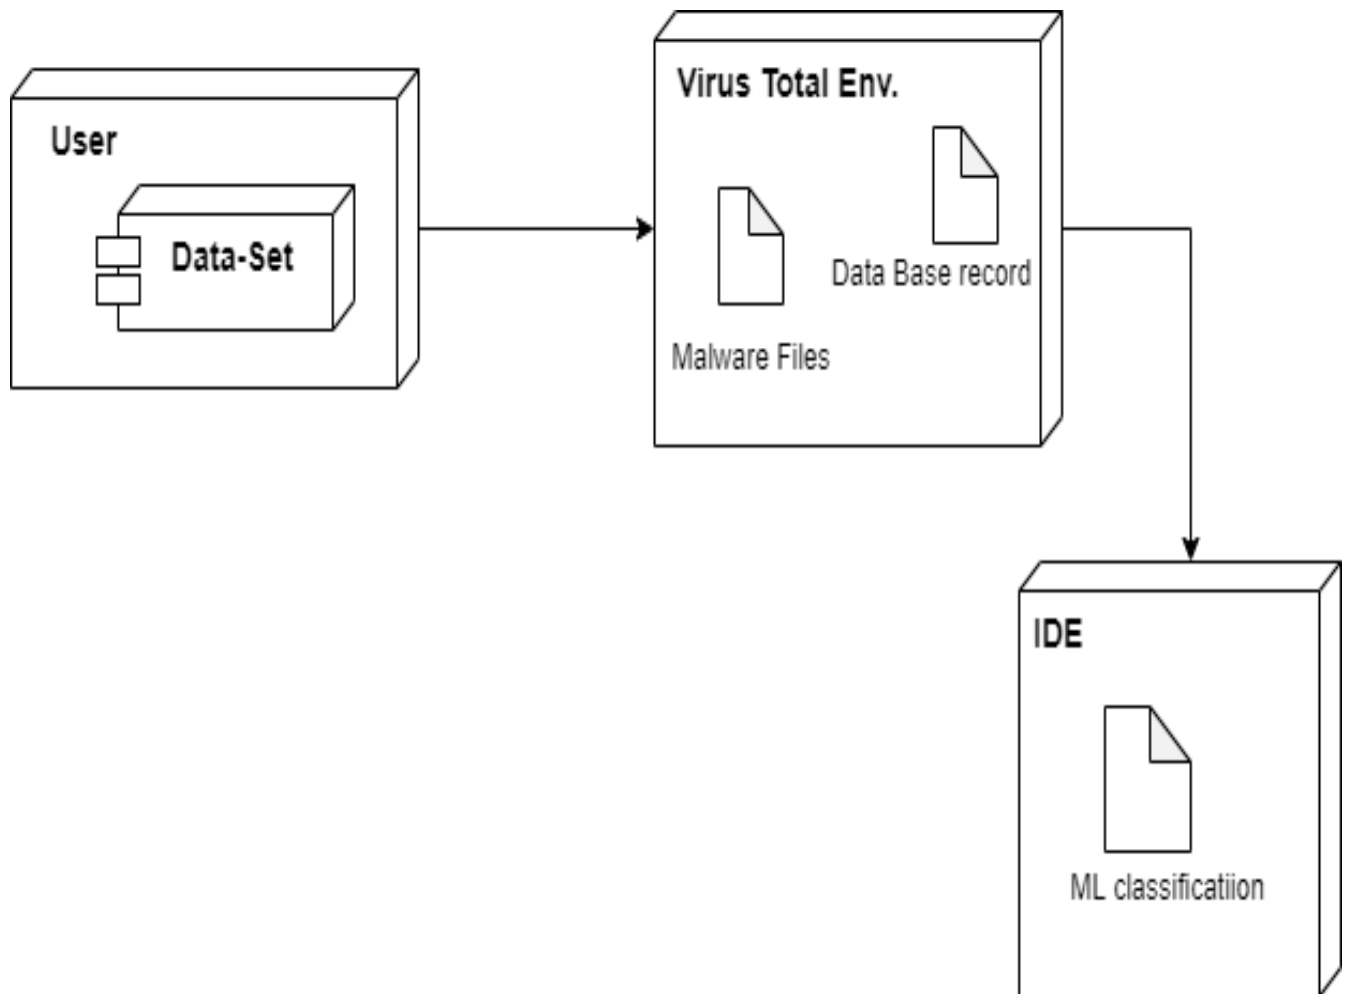 User
Data-Set
Virus Total Env.
Data Base record
Malware Files
IDE
ML classificatiion